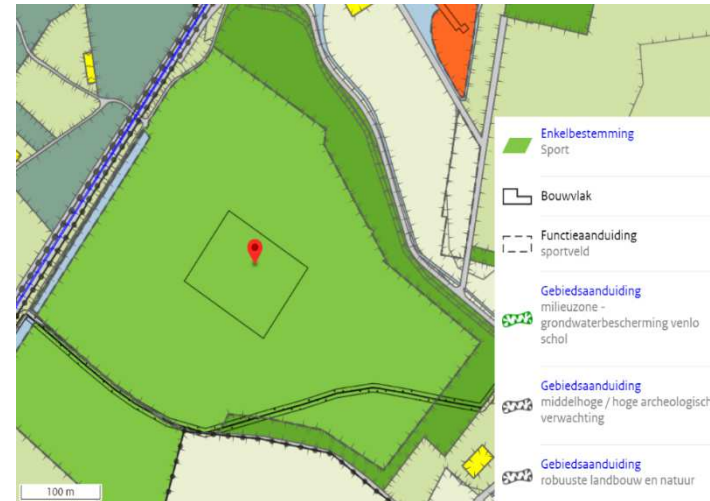 Enkelbestemming
Sport
Bouwvlak
Functieaanduiding
sportveld
Gebiedsaanduiding
milieuzone -
grondwaterbescherming venlo
schol
Gebiedsaanduiding
middelhoge / hoge archeologisch
verwachting
Gebiedsaanduiding
robuuste landbouw en natuur
100 m